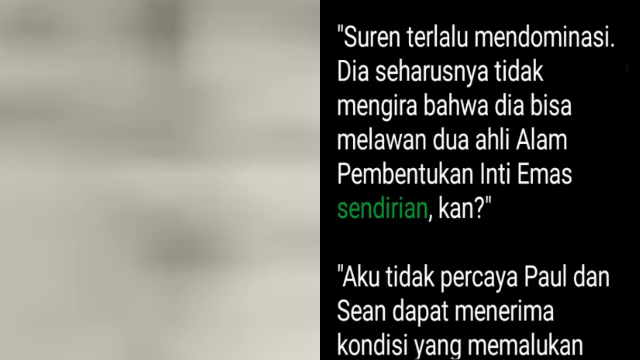 "Suren terlalu mendominasi.
Dia seharusnya tidak
mengira bahwa dia bisa
melawan dua ahli Alam
Pembentukan Inti Emas
sendirian, kan?"
"Aku tidak percaya Paul dan
Sean dapat menerima
kondisi yang memalukan